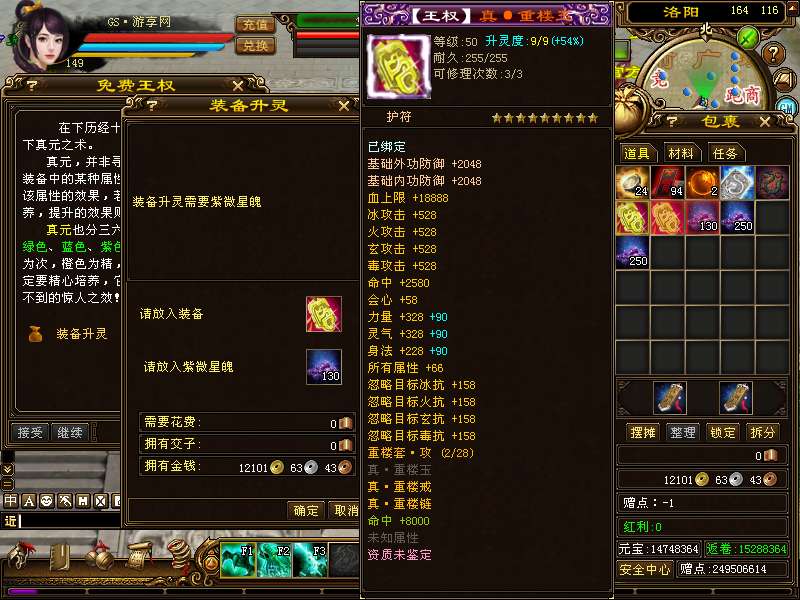 GS·游享网
149
充值
兑换
免费王权
在下历经十
下真元之术。
真元，并非寻
装备中的某种属性
该属性的效果，若
养，提升的效果则
真元也分三六
绿色、蓝色、紫色
为次，橙色为精，
定要精心培养，它
不到的惊人之效！
装备升灵
接受
继续
近
装备升灵
装备升灵需要紫微星魄
请放入装备
请放入紫微星魄
130
需要花费：
0
拥有交子：
0
拥有金钱：
12101 63 43
确定
取消
F1
F2
F3
【王权】真●重楼玉
等级:50 升灵度:9/9(+54%)
耐久:255/255
可修理次数:3/3
护符
已绑定
基础外功防御 +2048
基础内功防御 +2048
血上限 +18888
冰攻击 +528
火攻击 +528
玄攻击 +528
毒攻击 +528
命中 +2580
会心 +58
力量 +328 +90
灵气 +328 +90
身法 +228 +90
所有属性 +66
忽略目标冰抗 +158
忽略目标火抗 +158
忽略目标玄抗 +158
忽略目标毒抗 +158
重楼套·攻 (2/28)
真·重楼玉
真·重楼戒
真·重楼链
命中 +8000
未知属性
资质未鉴定
洛阳
164 116
北
跑商
包裹
道具
材料
任务
24
94
2
130
250
250
摆摊
整理
锁定
拆分
0
12101 63 43
赠点：-1
红利:0
元宝:14748364
返卷:15288364
安全中心
赠点:249506614